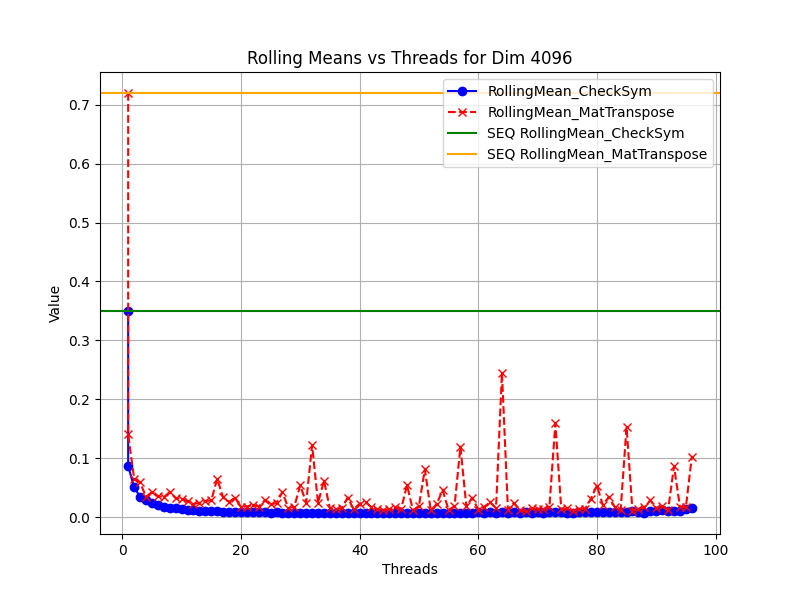 Rolling Means vs Threads for Dim 4096
RollingMean_CheckSym
RollingMean_MatTranspose
SEQ RollingMean_CheckSym
SEQ RollingMean_MatTranspose
Value
0.7
0.6
0.5
0.4
0.3
0.2
0.1
0.0
0 20 40 60 80 100
Threads